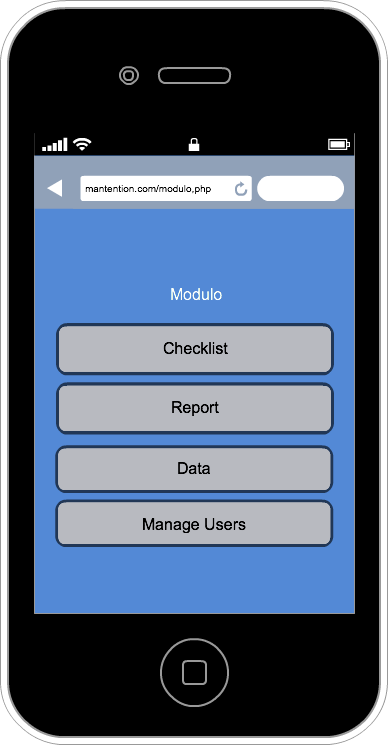 mantention.com/modulo,php
Modulo
Checklist
Report
Data
Manage Users